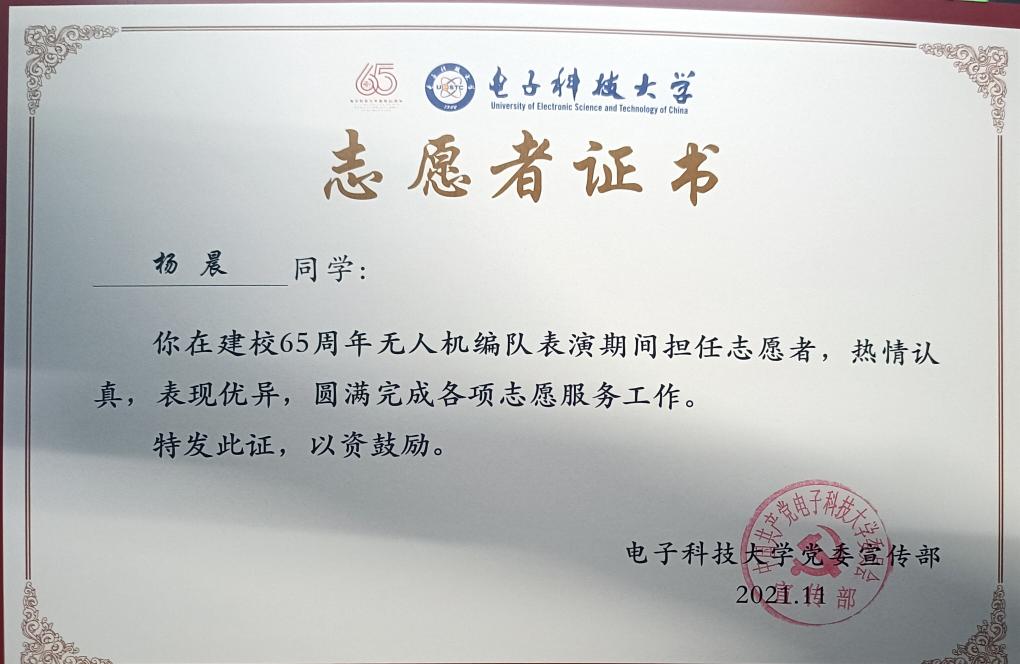 65
电子科技大学
University of Electronic Science and Technology of China
志愿者证书
杨晨 同学：
你在建校65周年无人机编队表演期间担任志愿者，热情认
真，表现优异，圆满完成各项志愿服务工作。
特发此证，以资鼓励。
电子科技大学党委宣传部
2021.11
中国共产党电子科技大学委员会
宣传部